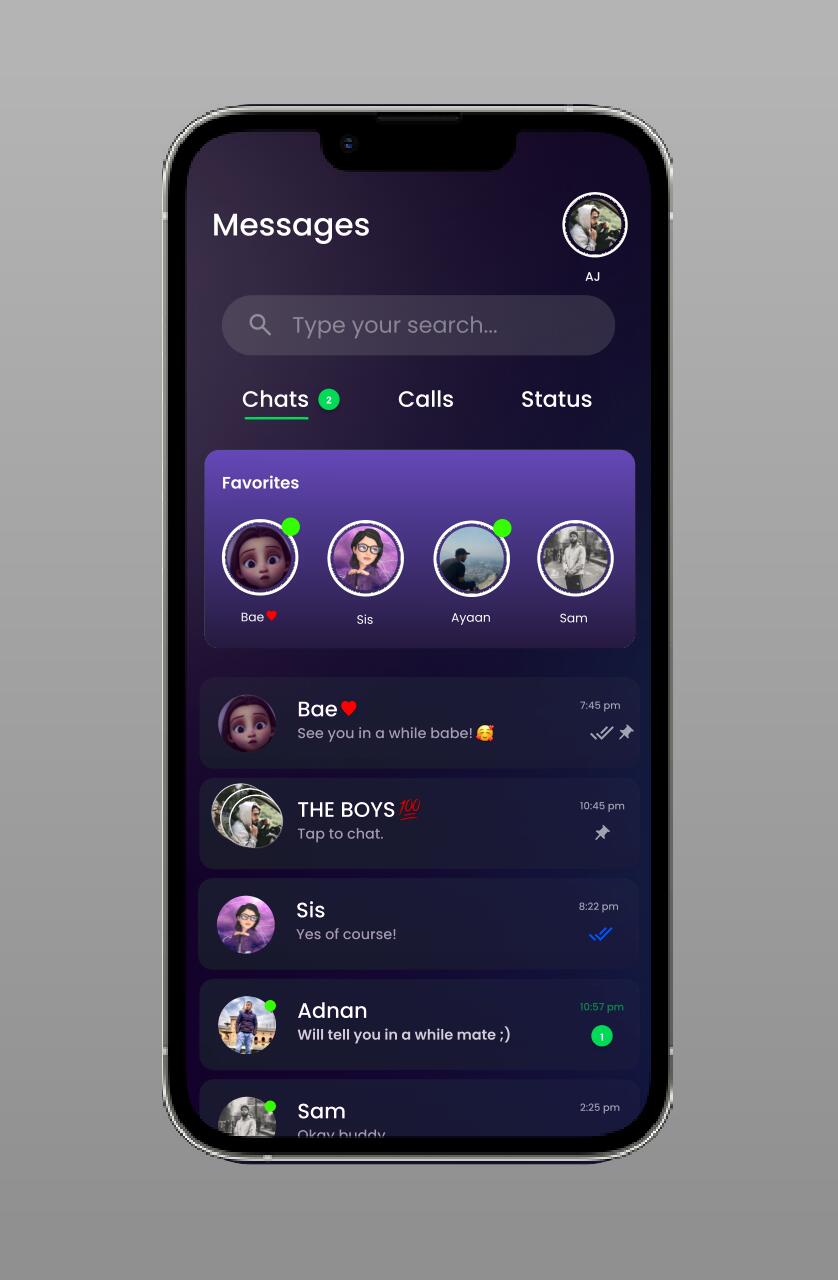 Messages
AJ
Type your search...
Chats 2 Calls Status
Favorites
Bae❤ Sis Ayaan Sam
Bae❤ 7:45 pm
See you in a while babe! 🥰
THE BOYS💯 10:45 pm
Tap to chat.
Sis 8:22 pm
Yes of course!
Adnan 10:57 pm
Will tell you in a while mate ;) 1
Sam 2:25 pm
Okay buddy